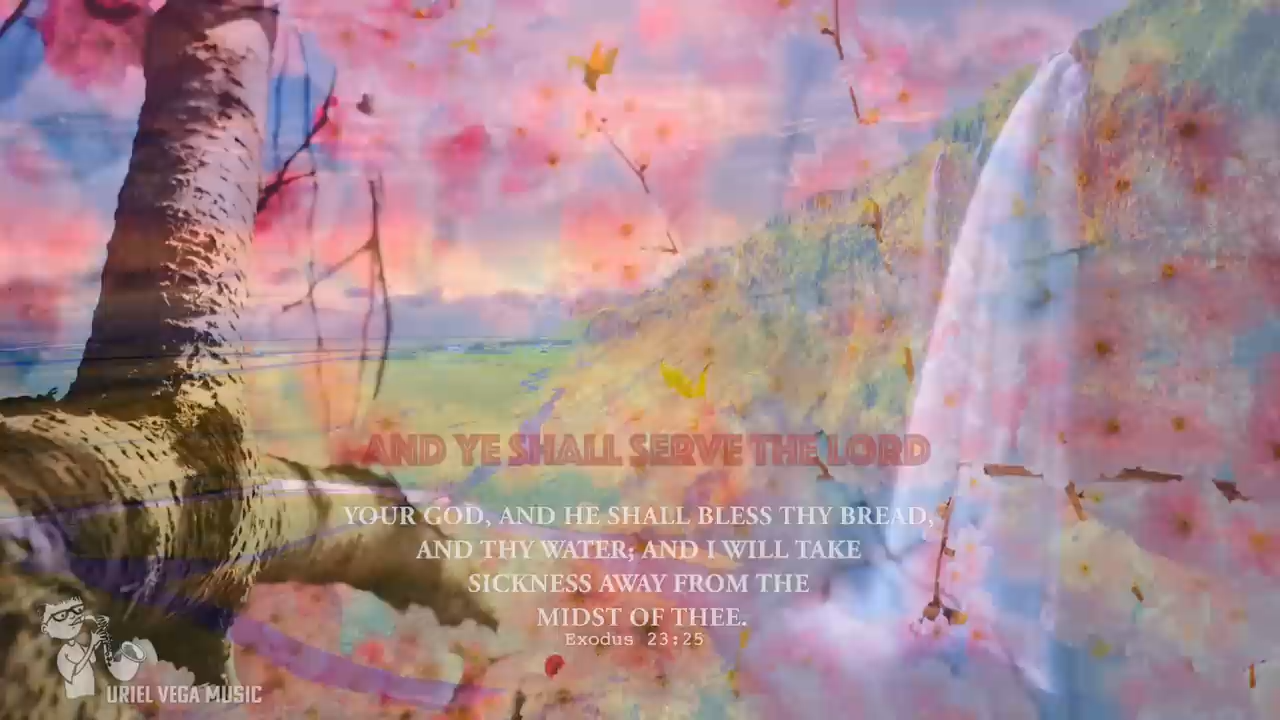 AND YE SHALL SERVE THE LORD
YOUR GOD, AND HE SHALL BLESS THY BREAD,
AND THY WATER; AND I WILL TAKE
SICKNESS AWAY FROM THE
MIDST OF THEE.
Exodus 23:25
URIEL VEGA MUSIC